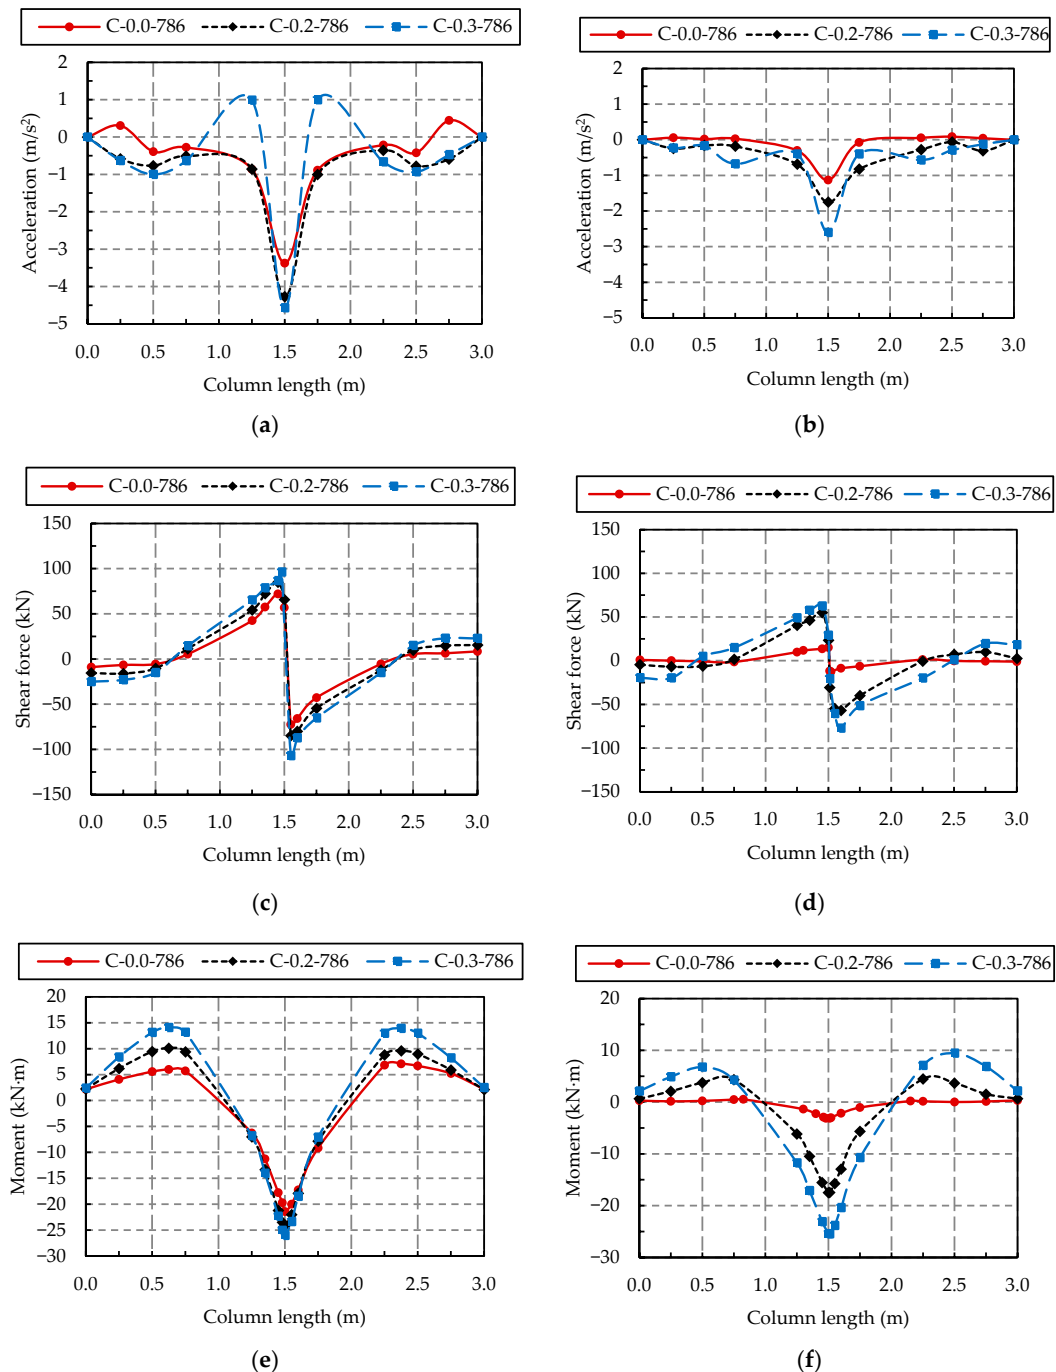 C-0.0-786 C-0.2-786 C-0.3-786
2
1
0
−1
−2
−3
−4
−5
Acceleration (m/s²)
0.0 0.5 1.0 1.5 2.0 2.5 3.0
Column length (m)
(a)
C-0.0-786 C-0.2-786 C-0.3-786
3
2
1
0
−1
−2
−3
−4
−5
Acceleration (m/s²)
0.0 0.5 1.0 1.5 2.0 2.5 3.0
Column length (m)
(b)
C-0.0-786 C-0.2-786 C-0.3-786
150
100
50
0
−50
−100
−150
Shear force (kN)
0.0 0.5 1.0 1.5 2.0 2.5 3.0
Column length (m)
(c)
C-0.0-786 C-0.2-786 C-0.3-786
150
100
50
0
−50
−100
−150
Shear force (kN)
0.0 0.5 1.0 1.5 2.0 2.5 3.0
Column length (m)
(d)
C-0.0-786 C-0.2-786 C-0.3-786
20
15
10
5
0
−5
−10
−15
−20
−25
−30
Moment (kN·m)
0.0 0.5 1.0 1.5 2.0 2.5 3.0
Column length (m)
(e)
C-0.0-786 C-0.2-786 C-0.3-786
20
10
0
−10
−20
−30
Moment (kN·m)
0.0 0.5 1.0 1.5 2.0 2.5 3.0
Column length (m)
(f)